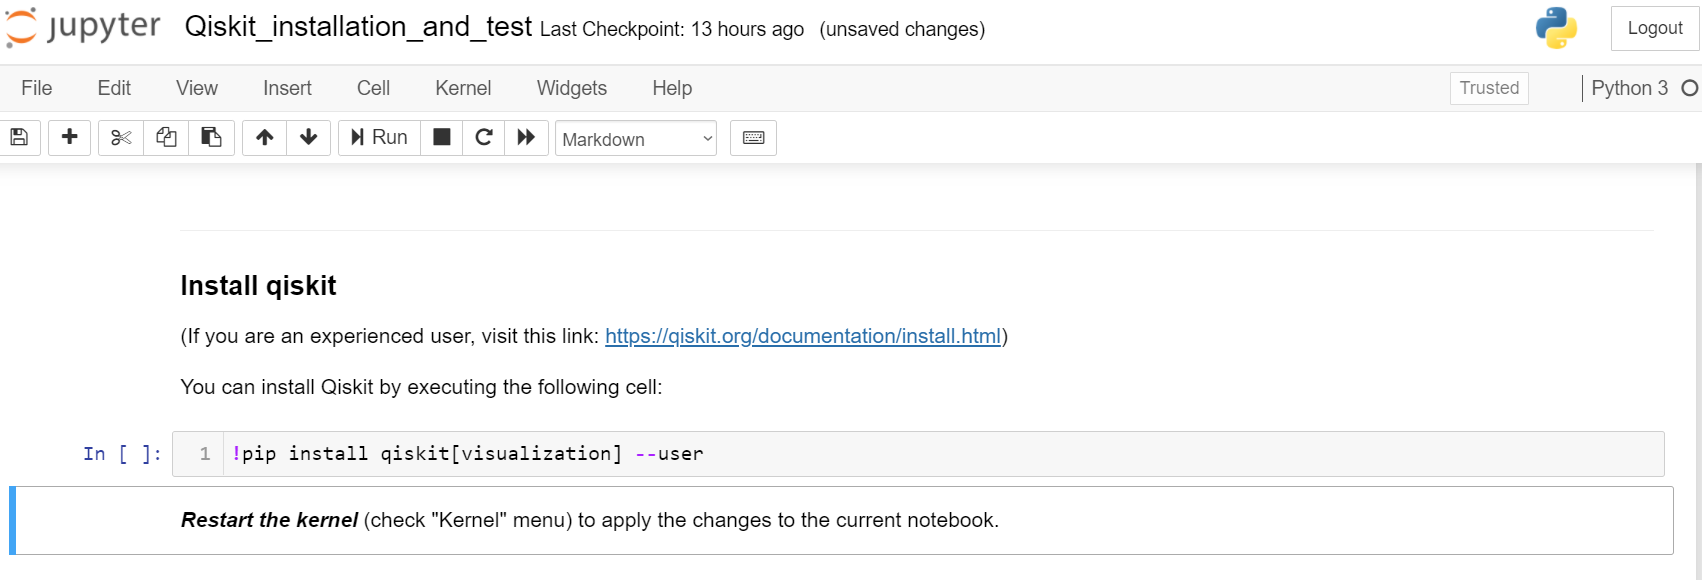 jupyter Qiskit_installation_and_test Last Checkpoint: 13 hours ago (unsaved changes) Logout
File Edit View Insert Cell Kernel Widgets Help Trusted Python 3
Run Markdown
Install qiskit
(If you are an experienced user, visit this link: https://qiskit.org/documentation/install.html)
You can install Qiskit by executing the following cell:
In [ ]: 1 !pip install qiskit[visualization] --user
Restart the kernel (check "Kernel" menu) to apply the changes to the current notebook.